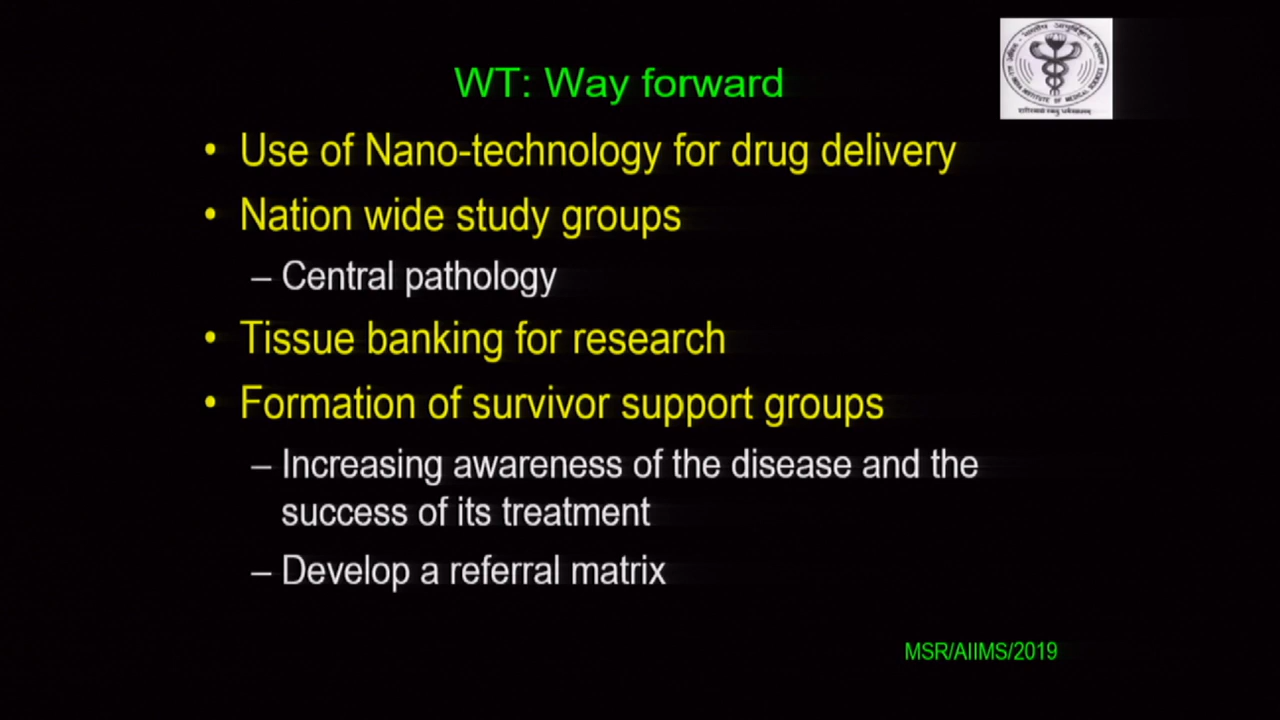 WT: Way forward
• Use of Nano-technology for drug delivery
• Nation wide study groups
– Central pathology
• Tissue banking for research
• Formation of survivor support groups
– Increasing awareness of the disease and the
success of its treatment
– Develop a referral matrix
MSR/AIIMS/2019